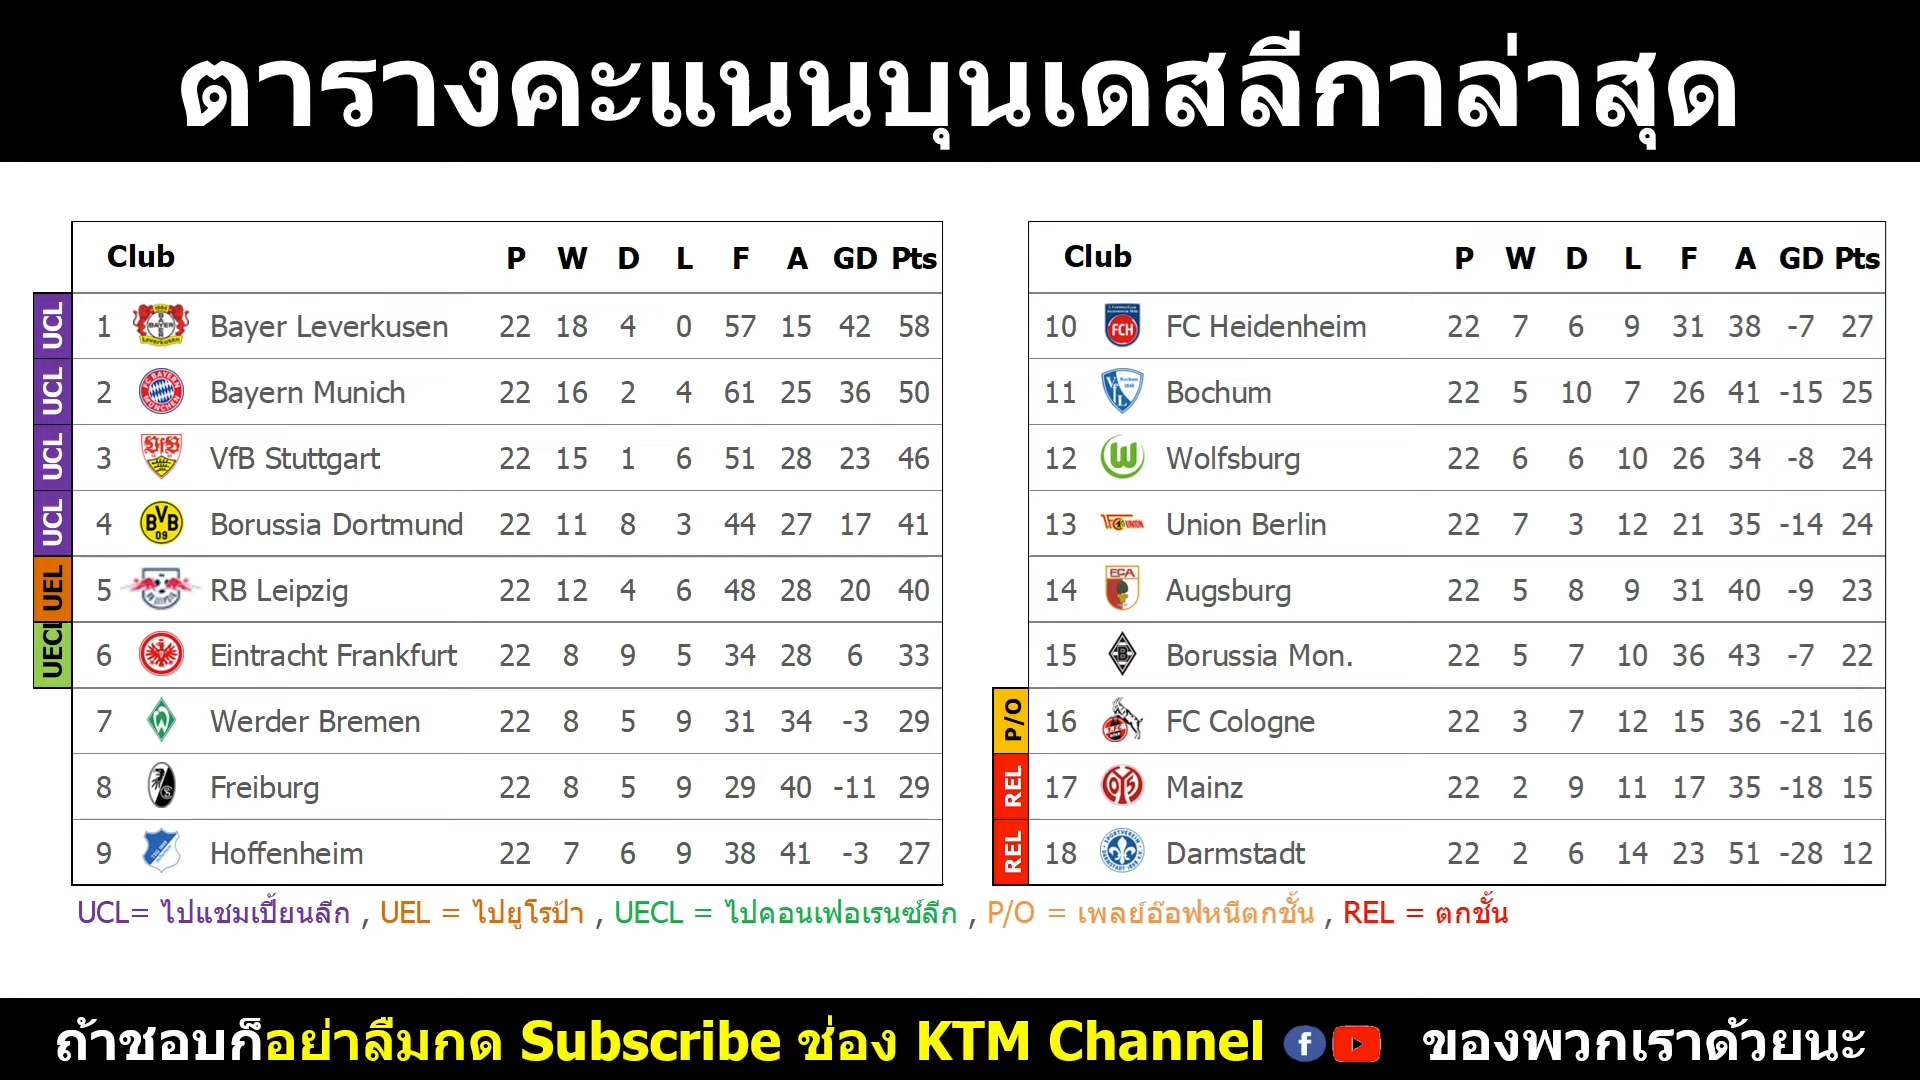 ตารางคะแนนบุนเดสลีกาล่าสุด
Club P W D L F A GD Pts
UCL 1 Bayer Leverkusen 22 18 4 0 57 15 42 58
UCL 2 Bayern Munich 22 16 2 4 61 25 36 50
UCL 3 VfB Stuttgart 22 15 1 6 51 28 23 46
UCL 4 Borussia Dortmund 22 11 8 3 44 27 17 41
UEL 5 RB Leipzig 22 12 4 6 48 28 20 40
UECL 6 Eintracht Frankfurt 22 8 9 5 34 28 6 33
7 Werder Bremen 22 8 5 9 31 34 -3 29
8 Freiburg 22 8 5 9 29 40 -11 29
9 Hoffenheim 22 7 6 9 38 41 -3 27
Club P W D L F A GD Pts
10 FC Heidenheim 22 7 6 9 31 38 -7 27
11 Bochum 22 5 10 7 26 41 -15 25
12 Wolfsburg 22 6 6 10 26 34 -8 24
13 Union Berlin 22 7 3 12 21 35 -14 24
14 Augsburg 22 5 8 9 31 40 -9 23
15 Borussia Mon. 22 5 7 10 36 43 -7 22
P/O 16 FC Cologne 22 3 7 12 15 36 -21 16
REL 17 Mainz 22 2 9 11 17 35 -18 15
REL 18 Darmstadt 22 2 6 14 23 51 -28 12
UCL= ไปแชมเปี้ยนลีก , UEL = ไปยูโรป้า , UECL = ไปคอนเฟอเรนซ์ลีก , P/O = เพลย์อ๊อฟหนีตกชั้น , REL = ตกชั้น
ถ้าชอบก็อย่าลืมกด Subscribe ช่อง KTM Channel ของพวกเราด้วยนะ